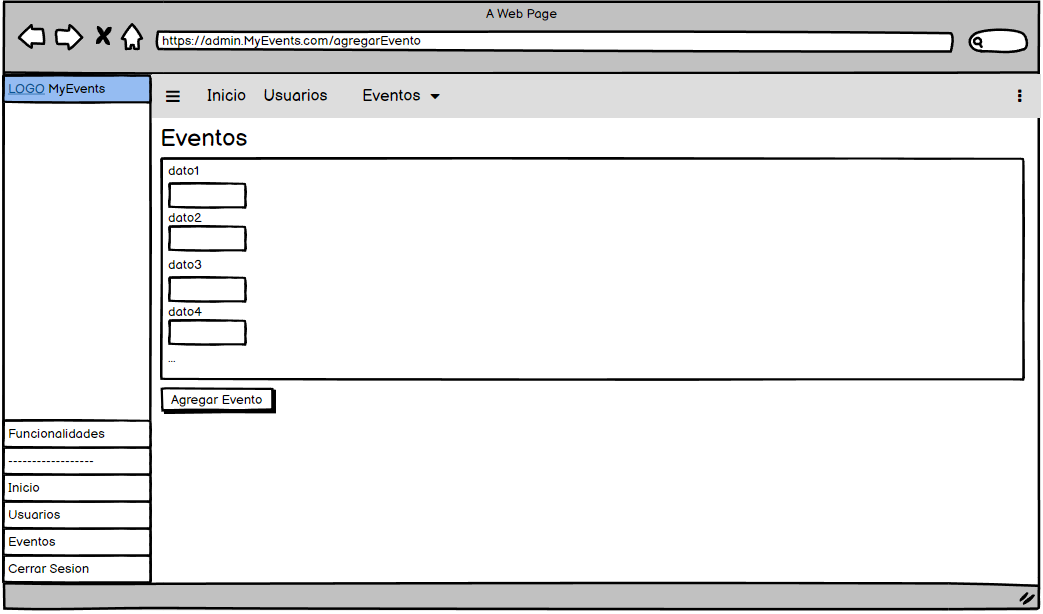 A Web Page
https://admin.MyEvents.com/agregarEvento
LOGO MyEvents
Inicio Usuarios Eventos
Eventos
dato1
dato2
dato3
dato4
...
Agregar Evento
Funcionalidades
------------------
Inicio
Usuarios
Eventos
Cerrar Sesion